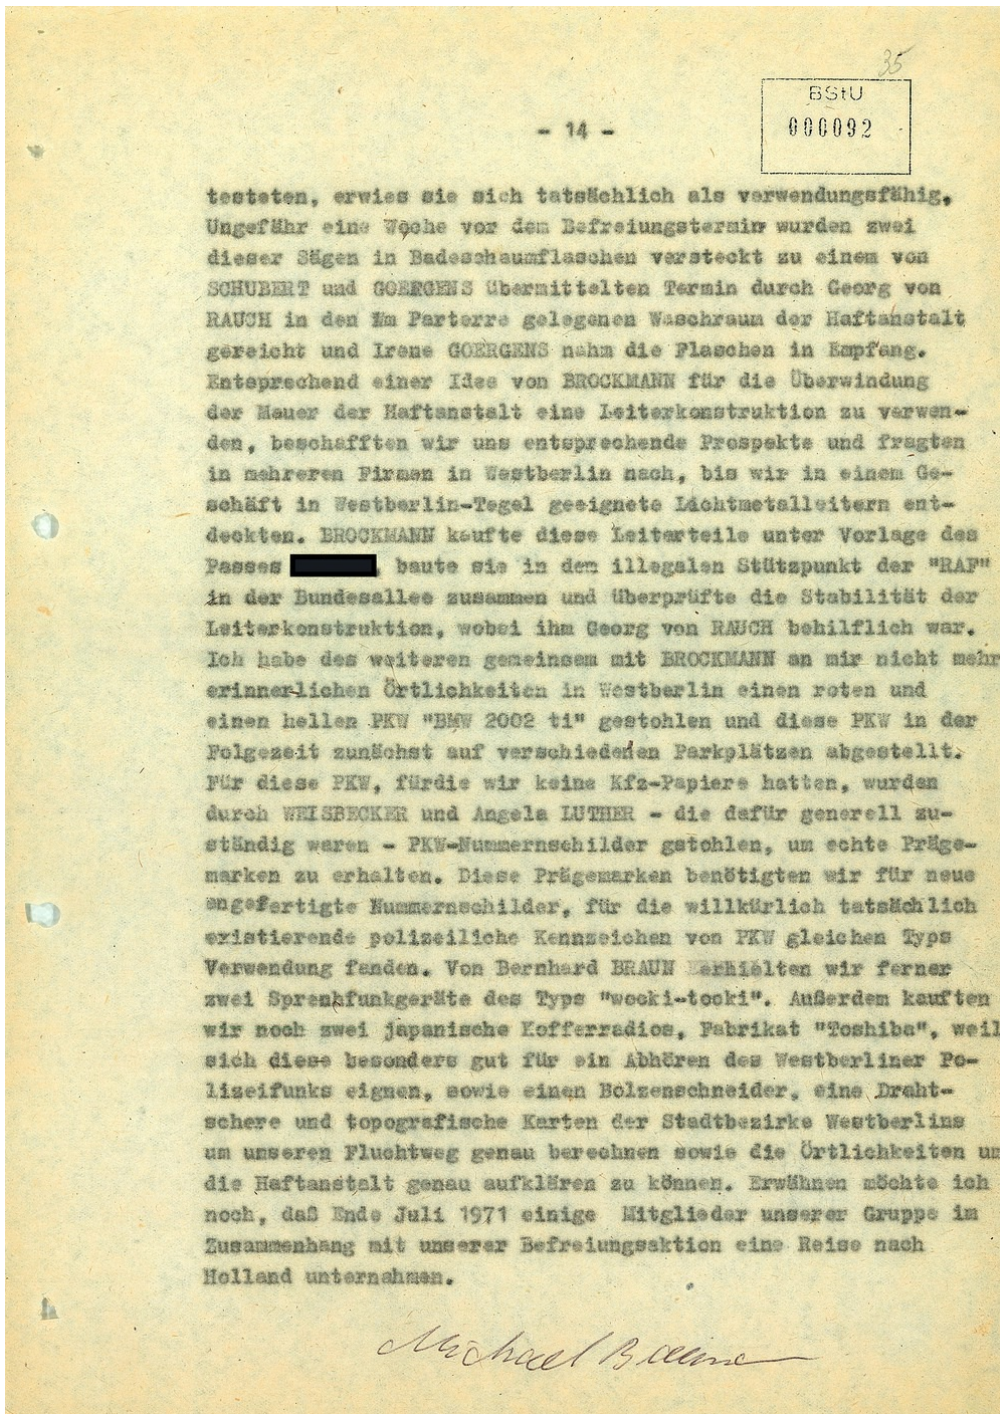 35
BStU
000092
- 14 -
testeten, erwies sie sich tatsächlich als verwendungsfähig.
Ungefähr eine Woche vor dem Befreiungstermin wurden zwei
dieser Sägen in Badeschaumflaschen versteckt zu einem von
SCHUBERT und GOERGENS übermittelten Termin durch Georg von
RAUCH in den im Parterre gelegenen Waschraum der Haftanstalt
gereicht und Irene GOERGENS nahm die Flaschen in Empfang.
Entsprechend einer Idee von BROCKMANN für die Überwindung
der Mauer der Haftanstalt eine Leiterkonstruktion zu verwen-
den, beschafften wir uns entsprechende Prospekte und fragten
in mehreren Firmen in Westberlin nach, bis wir in einem Ge-
schäft in Westberlin-Tegel geeignete Lichtmetalleitern ent-
deckten. BROCKMANN kaufte diese Leiterteile unter Vorlage des
Passes , baute sie in dem illegalen Stützpunkt der "RAF"
in der Bundesallee zusammen und überprüfte die Stabilität der
Leiterkonstruktion, wobei ihm Georg von RAUCH behilflich war.
Ich habe des weiteren gemeinsam mit BROCKMANN an mir nicht mehr
erinnerlichen Örtlichkeiten in Westberlin einen roten und
einen hellen PKW "BMW 2002 ti" gestohlen und diese PKW in der
Folgezeit zunächst auf verschiedenen Parkplätzen abgestellt.
Für diese PKW, fürdie wir keine Kfz-Papiere hatten, wurden
durch WEISBECKER und Angela LUTHER - die dafür generell zu-
ständig waren - PKW-Nummernschilder gstohlen, um echte Präge-
marken zu erhalten. Diese Prägemarken benötigten wir für neue
angefertigte Nummernschilder, für die willkürlich tatsächlich
existierende polizeiliche Kennzeichen von PKW gleichen Typs
Verwendung fanden. Von Bernhard BRAUN erhielten wir ferner
zwei Sprechfunkgeräte des Typs "wocki-tocki". Außerdem kauften
wir noch zwei japanische Kofferradios, Fabrikat "Toshiba", weil
sich diese besonders gut für ein Abhören des Westberliner Po-
lizeifunks eignen, sowie einen Bolzenschneider, eine Draht-
schere und topografische Karten der Stadtbezirke Westberlins
um unseren Fluchtweg genau berechnen sowie die Örtlichkeiten um
die Haftanstalt genau aufklären zu können. Erwähnen möchte ich
noch, daß Ende Juli 1971 einige Mitglieder unserer Gruppe im
Zusammenhang mit unserer Befreiungsaktion eine Reise nach
Holland unternahmen.
Michael Baumann